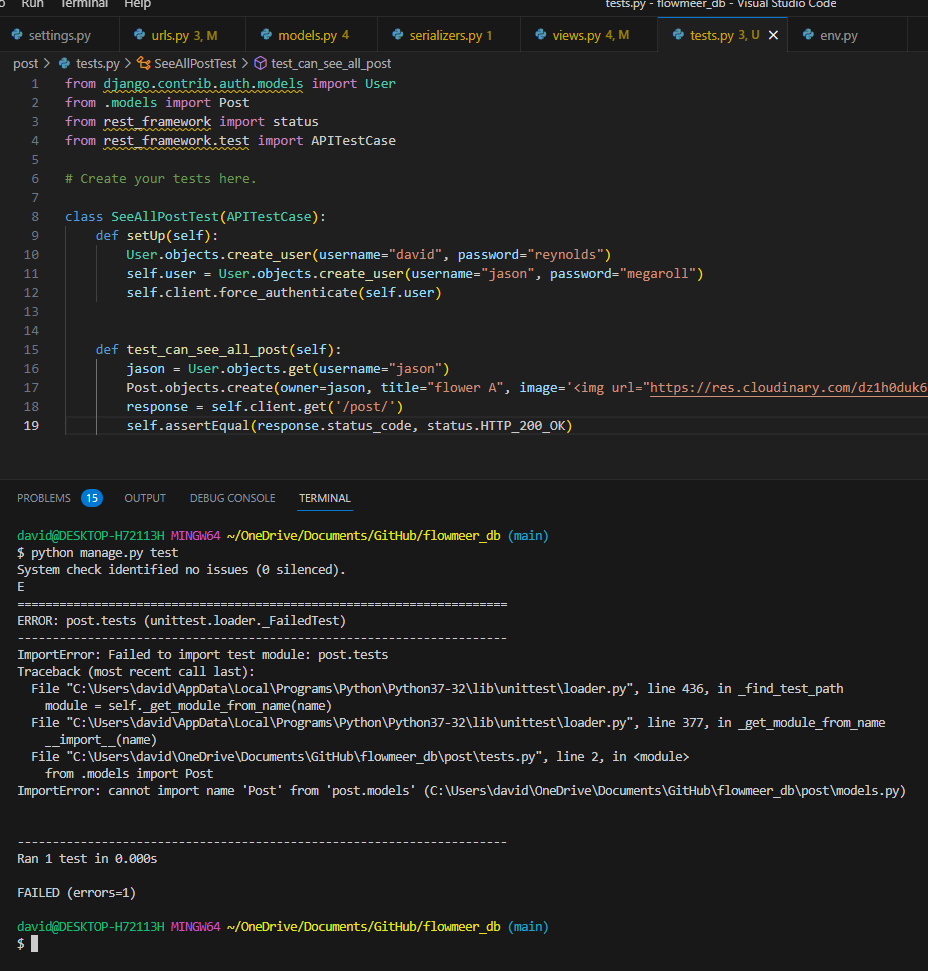 Run Terminal Help tests.py - flowmeer_db - Visual Studio Code
settings.py urls.py 3, M models.py 4 serializers.py 1 views.py 4, M tests.py 3, U env.py
post > tests.py > SeeAllPostTest > test_can_see_all_post
1 from django.contrib.auth.models import User
2 from .models import Post
3 from rest_framework import status
4 from rest_framework.test import APITestCase
5
6 # Create your tests here.
7
8 class SeeAllPostTest(APITestCase):
9 def setUp(self):
10 User.objects.create_user(username="david", password="reynolds")
11 self.user = User.objects.create_user(username="jason", password="megaroll")
12 self.client.force_authenticate(self.user)
13
14
15 def test_can_see_all_post(self):
16 jason = User.objects.get(username="jason")
17 Post.objects.create(owner=jason, title="flower A", image='<img url="https://res.cloudinary.com/dz1h0duk6
18 response = self.client.get('/post/')
19 self.assertEqual(response.status_code, status.HTTP_200_OK)
PROBLEMS 15 OUTPUT DEBUG CONSOLE TERMINAL
david@DESKTOP-H72113H MINGW64 ~/OneDrive/Documents/GitHub/flowmeer_db (main)
$ python manage.py test
System check identified no issues (0 silenced).
E
======================================================================
ERROR: post.tests (unittest.loader._FailedTest)
----------------------------------------------------------------------
ImportError: Failed to import test module: post.tests
Traceback (most recent call last):
File "C:\Users\david\AppData\Local\Programs\Python\Python37-32\lib\unittest\loader.py", line 436, in _find_test_path
module = self._get_module_from_name(name)
File "C:\Users\david\AppData\Local\Programs\Python\Python37-32\lib\unittest\loader.py", line 377, in _get_module_from_name
__import__(name)
File "C:\Users\david\OneDrive\Documents\GitHub\flowmeer_db\post\tests.py", line 2, in <module>
from .models import Post
ImportError: cannot import name 'Post' from 'post.models' (C:\Users\david\OneDrive\Documents\GitHub\flowmeer_db\post\models.py)
----------------------------------------------------------------------
Ran 1 test in 0.000s
FAILED (errors=1)
david@DESKTOP-H72113H MINGW64 ~/OneDrive/Documents/GitHub/flowmeer_db (main)
$